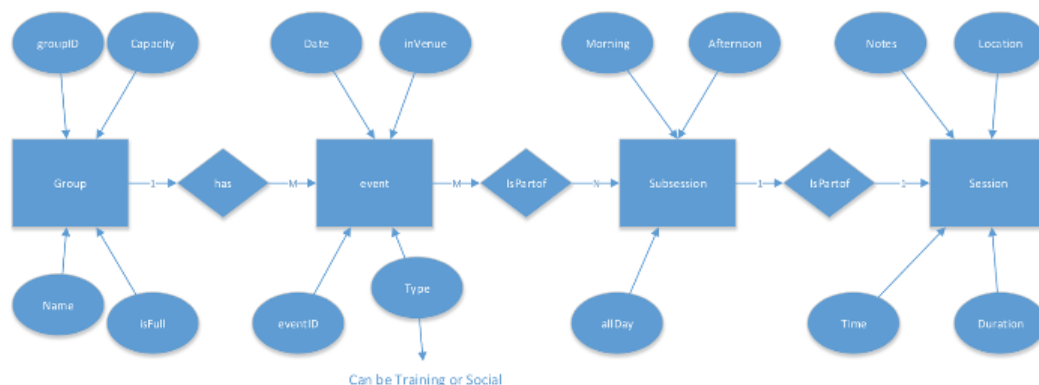 groupID
Capacity
Date
inVenue
Morning
Afternoon
Notes
Location
Group
1
has
M
event
M
IsPartof
N
Subsession
1
IsPartof
1
Session
Name
isFull
eventID
Type
allDay
Time
Duration
Can be Training or Social